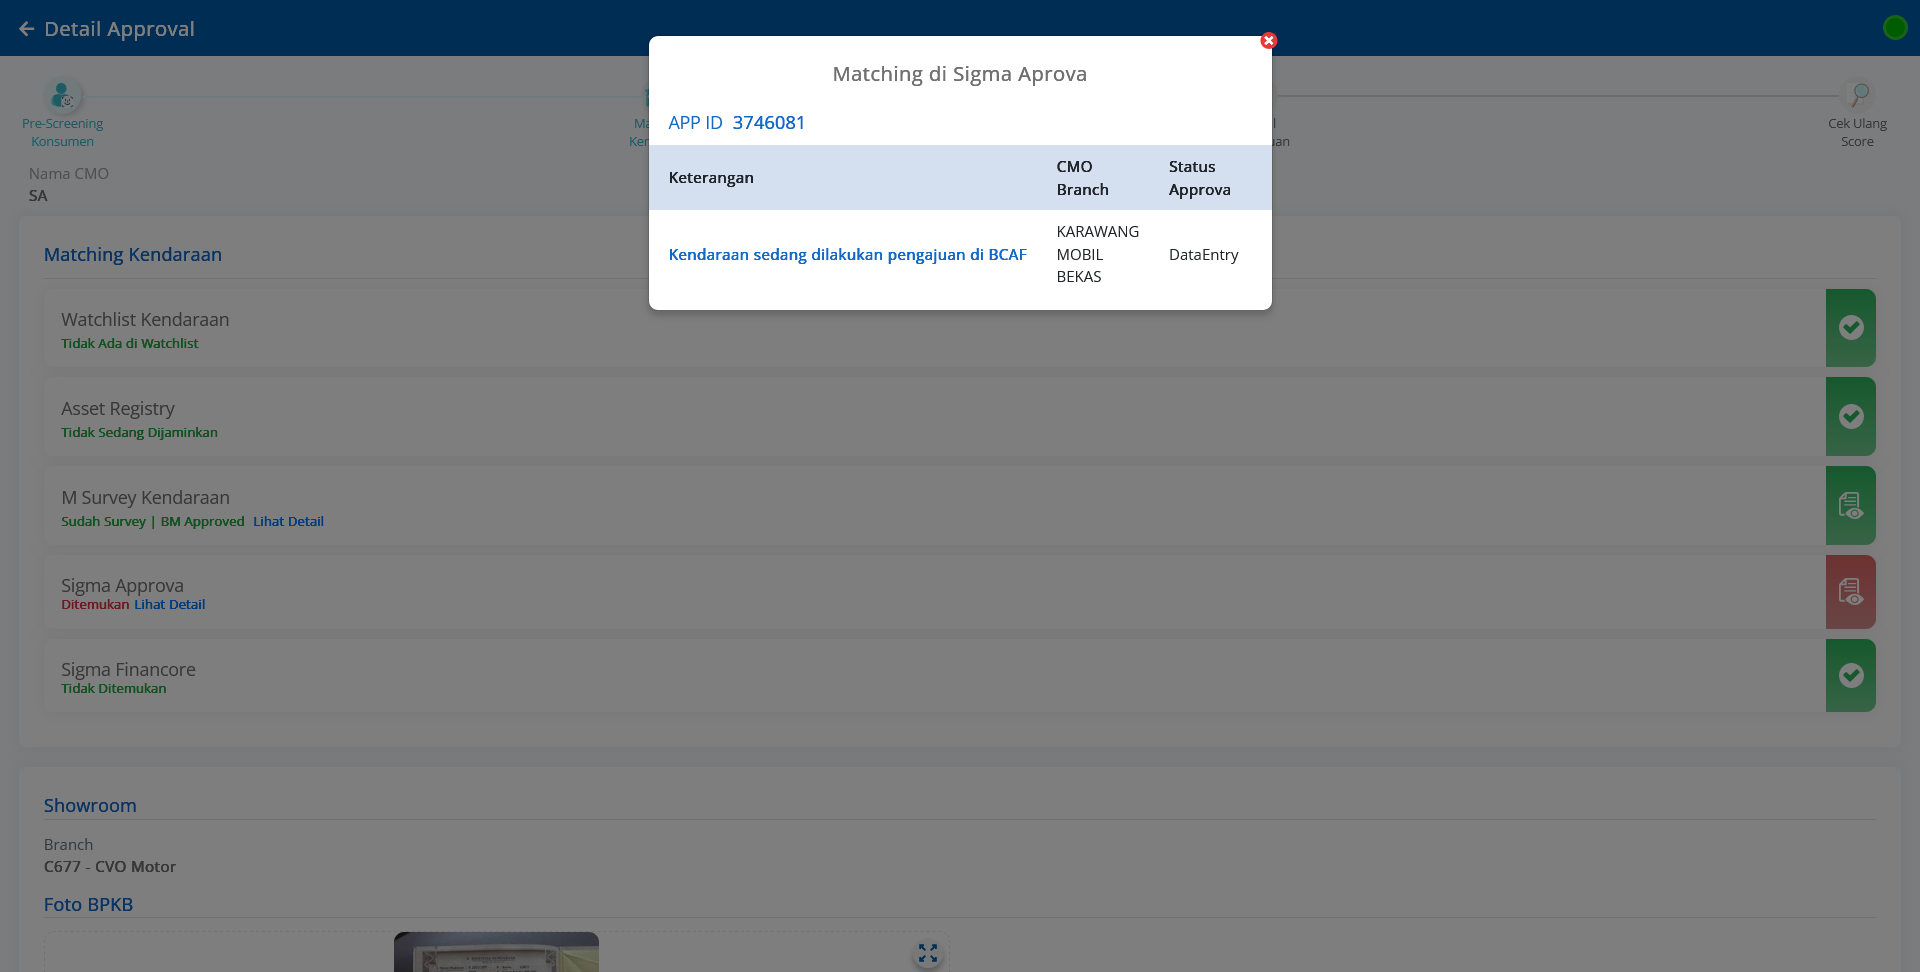 Detail Approval
Matching di Sigma Aprova
APP ID 3746081
Keterangan
CMO
Branch
Status
Approva
Kendaraan sedang dilakukan pengajuan di BCAF
KARAWANG
MOBIL
BEKAS
DataEntry
Pre-Screening
Konsumen
Ma
Ker
l
uan
Cek Ulang
Score
Nama CMO
SA
Matching Kendaraan
Watchlist Kendaraan
Tidak Ada di Watchlist
Asset Registry
Tidak Sedang Dijaminkan
M Survey Kendaraan
Sudah Survey | BM Approved Lihat Detail
Sigma Approva
Ditemukan Lihat Detail
Sigma Financore
Tidak Ditemukan
Showroom
Branch
C677 - CVO Motor
Foto BPKB